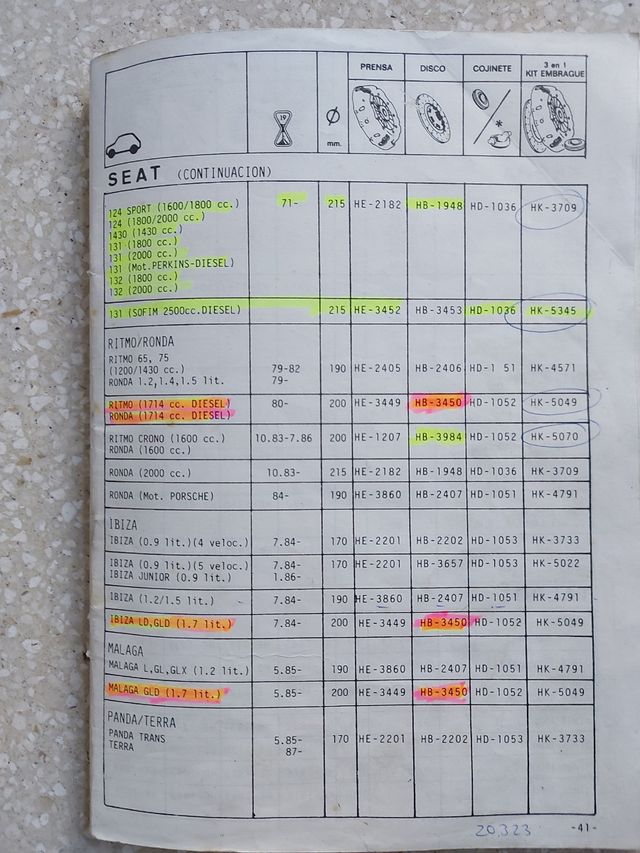 PRENSA DISCO COJINETE 3 en 1
KIT EMBRAGUE
19
Ø
mm.
*
SEAT (CONTINUACION)
124 SPORT (1600/1800 cc.) 71- 215 HE-2182 HB-1948 HD-1036 HK-3709
124 (1800/2000 cc.)
1430 (1430 cc.)
131 (1800 cc.)
131 (2000 cc.)
131 (Mot.PERKINS-DIESEL)
132 (1800 cc.)
132 (2000 cc.)
131 (SOFIM 2500cc.DIESEL) 215 HE-3452 HB-3453 HD-1036 HK-5345
RITMO/RONDA
RITMO 65, 75
(1200/1430 cc.) 79-82 190 HE-2405 HB-2406 HD-1 51 HK-4571
RONDA 1.2,1.4,1.5 lit. 79-
RITMO (1714 cc. DIESEL) 80- 200 HE-3449 HB-3450 HD-1052 HK-5049
RONDA (1714 cc. DIESEL)
RITMO CRONO (1600 cc.) 10.83-7.86 200 HE-1207 HB-3984 HD-1052 HK-5070
RONDA (1600 cc.)
RONDA (2000 cc.) 10.83- 215 HE-2182 HB-1948 HD-1036 HK-3709
RONDA (Mot. PORSCHE) 84- 190 HE-3860 HB-2407 HD-1051 HK-4791
IBIZA
IBIZA (0.9 lit.)(4 veloc.) 7.84- 170 HE-2201 HB-2202 HD-1053 HK-3733
IBIZA (0.9 lit.)(5 veloc.) 7.84- 170 HE-2201 HB-3657 HD-1053 HK-5022
IBIZA JUNIOR (0.9 lit.) 1.86-
IBIZA (1.2/1.5 lit.) 7.84- 190 HE-3860 HB-2407 HD-1051 HK-4791
IBIZA LD,GLD (1.7 lit.) 7.84- 200 HE-3449 HB-3450 HD-1052 HK-5049
MALAGA
MALAGA L,GL,GLX (1.2 lit.) 5.85- 190 HE-3860 HB-2407 HD-1051 HK-4791
MALAGA GLD (1.7 lit.) 5.85- 200 HE-3449 HB-3450 HD-1052 HK-5049
PANDA/TERRA
PANDA TRANS 5.85- 170 HE-2201 HB-2202 HD-1053 HK-3733
TERRA 87-
20,323 -41-